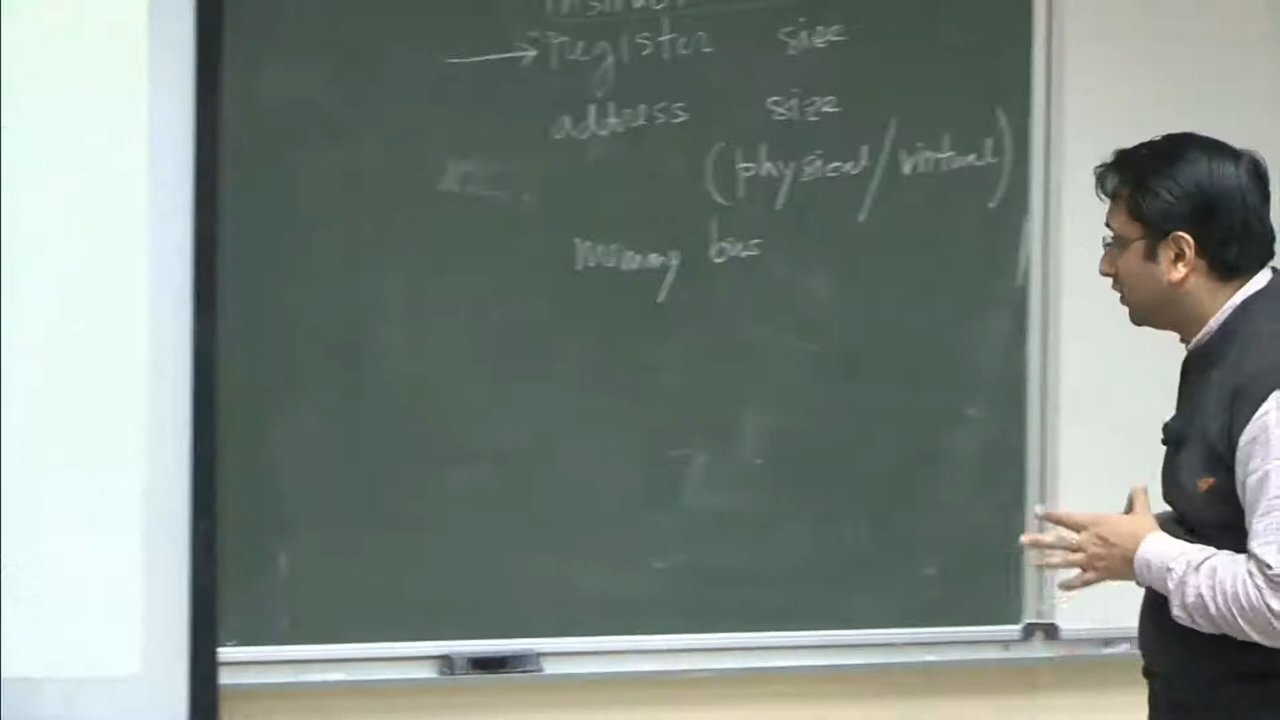 register size
address size
(physical/virtual)
memory bus